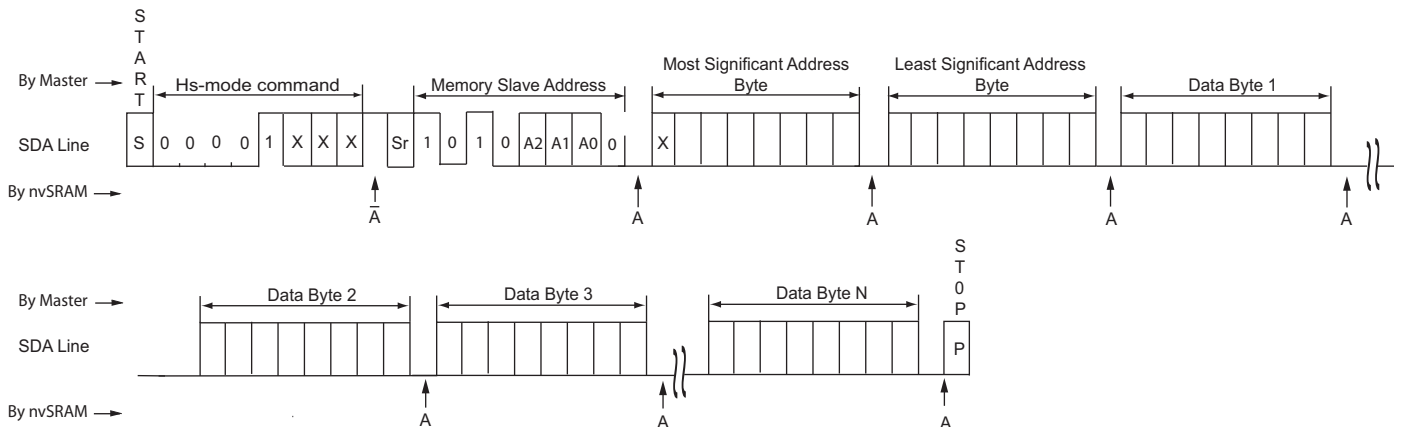 S
T
A
R
T
By Master
Hs-mode command
Memory Slave Address
Most Significant Address
Byte
Least Significant Address
Byte
Data Byte 1
SDA Line
S 0 0 0 0 1 X X X Sr 1 0 1 0 A2 A1 A0 0 X
By nvSRAM
A̅ A A A A
S
T
0
P
By Master
Data Byte 2
Data Byte 3
Data Byte N
SDA Line
P
By nvSRAM
A A A